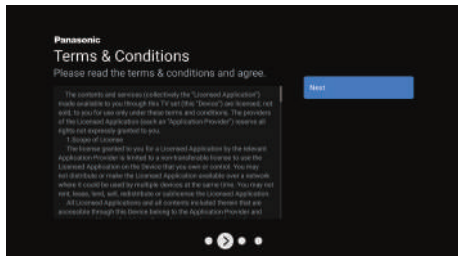 Panasonic
Terms & Conditions
Please read the terms & conditions and agree.
The contents and services (collectively the "Licensed Application")
made available to you through this TV set (this "Device") are licensed, not
sold, to you for use only under these terms and conditions. The providers
of the Licensed Application (each an "Application Provider") reserve all
rights not expressly granted to you.
1.Scope of License
The license granted to you for a Licensed Application by the relevant
Application Provider is limited to a non-transferable license to use the
Licensed Application on the Device that you own or control. You may
not distribute or make the Licensed Application available over a network
where it could be used by multiple devices at the same time. You may not
rent, lease, lend, sell, redistribute or sublicense the Licensed Application.
All Licensed Applications and all contents included therein that are
accessible through this Device belong to the Application Provider and
Next